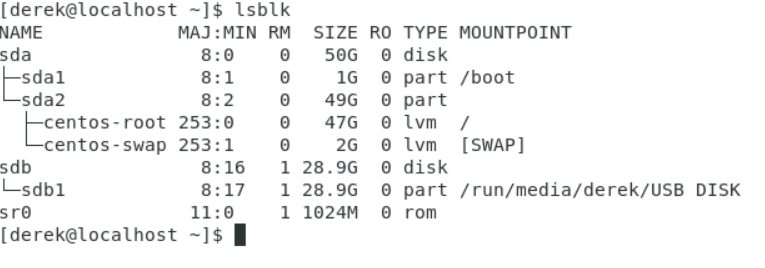 [derek@localhost ~]$ lsblk
NAME            MAJ:MIN RM  SIZE RO TYPE MOUNTPOINT
sda               8:0    0   50G  0 disk
├─sda1            8:1    0    1G  0 part /boot
└─sda2            8:2    0   49G  0 part
  ├─centos-root 253:0    0   47G  0 lvm  /
  └─centos-swap 253:1    0    2G  0 lvm  [SWAP]
sdb               8:16   1 28.9G  0 disk
└─sdb1            8:17   1 28.9G  0 part /run/media/derek/USB DISK
sr0              11:0    1 1024M  0 rom
[derek@localhost ~]$